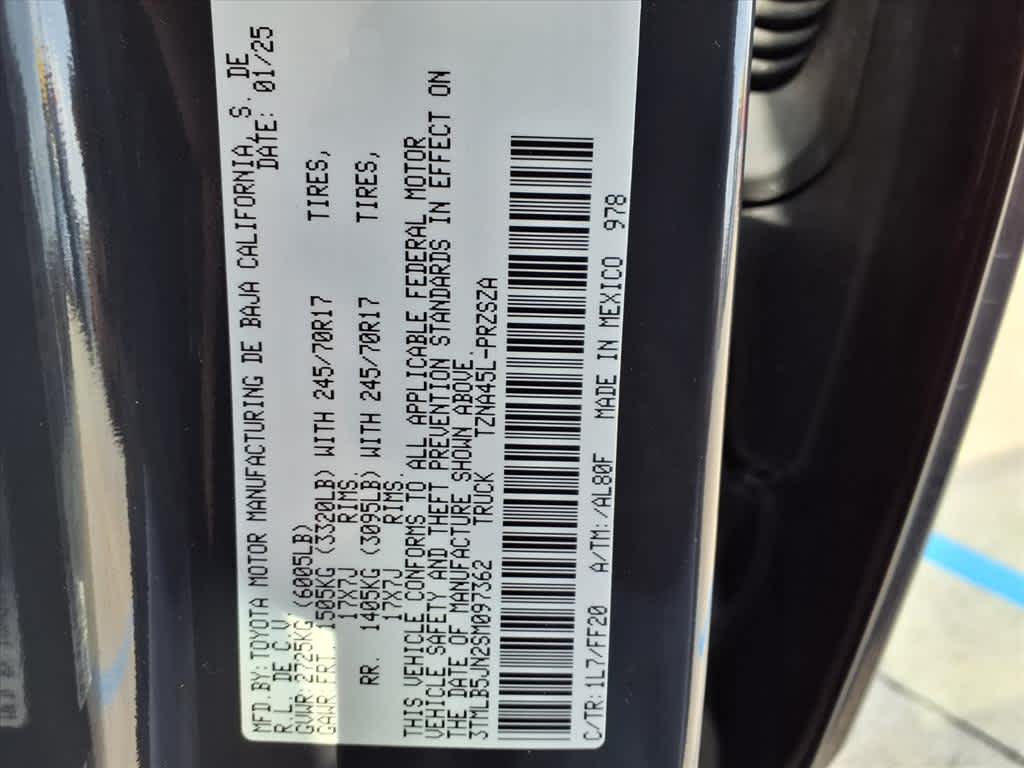 MFD.BY:TOYOTA MOTOR MANUFACTURING DE BAJA CALIFORNIA, S. DE
R.L. DE C.V. DATE: 01/25
GVWR:2725KG (6005LB)
GAWR:FRT. 1505KG (3320LB) WITH 245/70R17 TIRES,
17X7J RIMS.
RR. 1405KG (3095LB) WITH 245/70R17 TIRES,
17X7J RIMS.
THIS VEHICLE CONFORMS TO ALL APPLICABLE FEDERAL MOTOR
VEHICLE SAFETY AND THEFT PREVENTION STANDARDS IN EFFECT ON
THE DATE OF MANUFACTURE SHOWN ABOVE.
3TMLB5JN2SM097362 TRUCK TZNA45L-PRZSZA
C/TR:1L7/FF20 A/TM:/AL80F MADE IN MEXICO 978